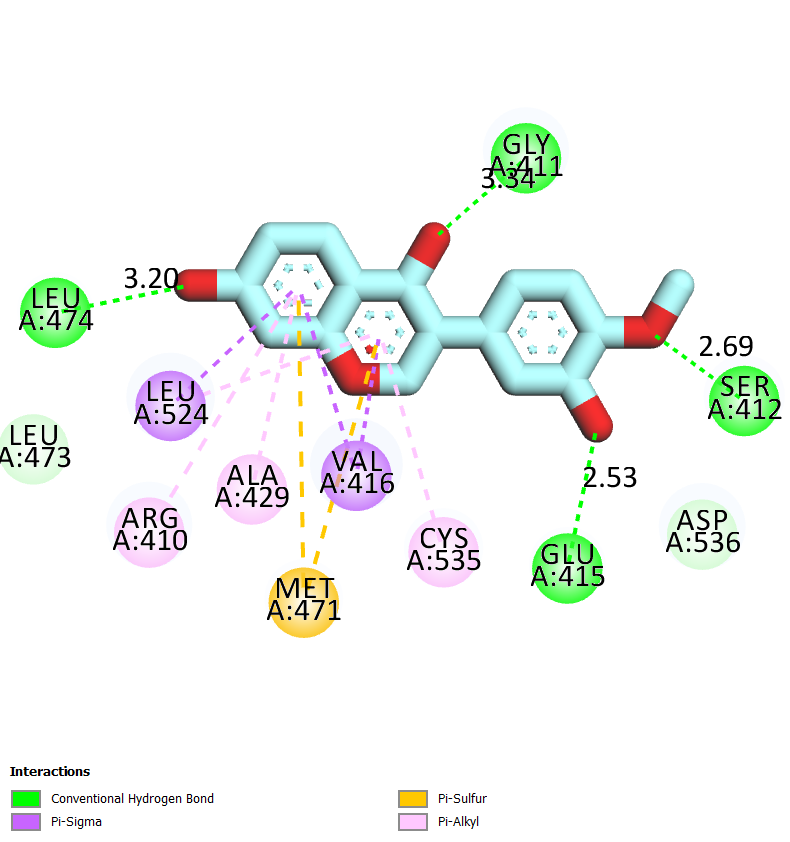 GLY
A:411
3.34
3.20
LEU
A:474
2.69
SER
A:412
LEU
A:524
LEU
A:473
VAL
A:416
ALA
A:429
2.53
ARG
A:410
ASP
A:536
CYS
A:535
GLU
A:415
MET
A:471
Interactions
Conventional Hydrogen Bond
Pi-Sigma
Pi-Sulfur
Pi-Alkyl